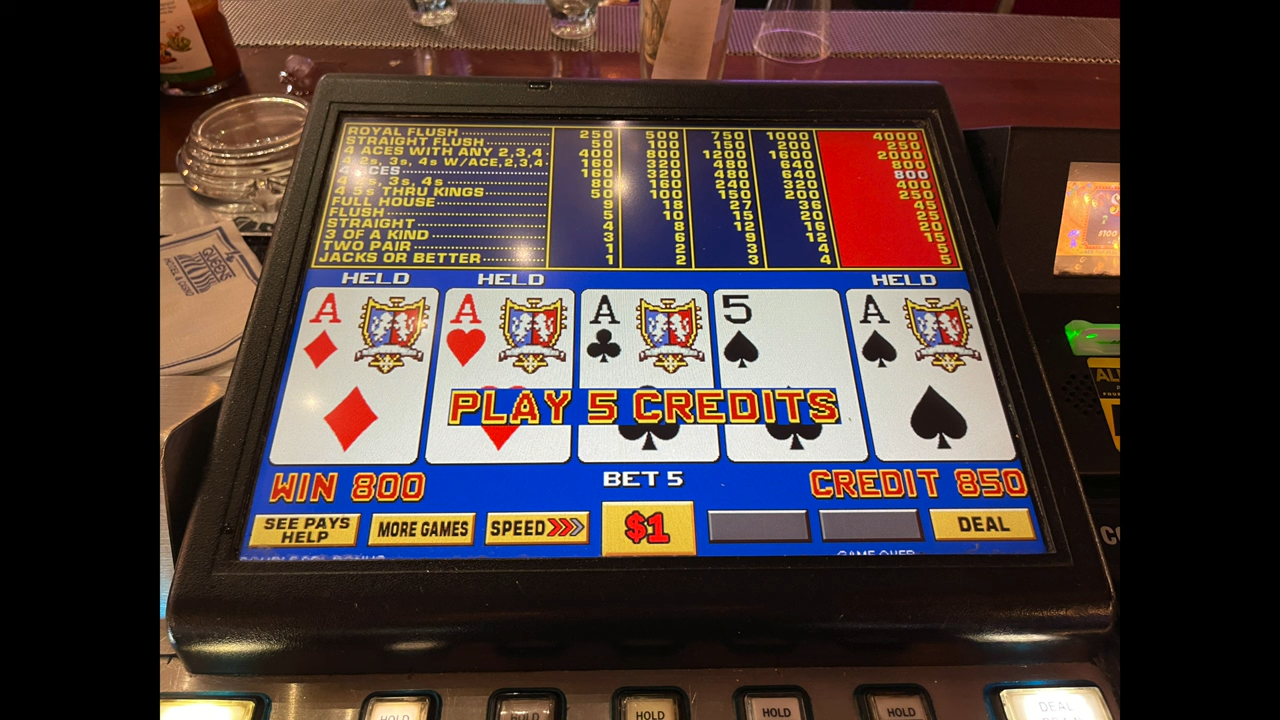 ROYAL FLUSH 250 500 750 1000 4000
STRAIGHT FLUSH 50 100 150 200 250
4 ACES WITH ANY 2,3,4 400 800 1200 1600 2000
4 2s, 3s, 4s W/ACE,2,3,4 160 320 480 640 800
4 ACES 160 320 480 640 800
4 2s, 3s, 4s 80 160 240 320 400
4 5s THRU KINGS 50 100 150 200 250
FULL HOUSE 9 18 27 36 45
FLUSH 5 10 15 20 25
STRAIGHT 4 8 12 16 20
3 OF A KIND 3 6 9 12 15
TWO PAIR 1 2 3 4 5
JACKS OR BETTER 1 2 3 4 5
HELD HELD HELD
A A A 5 A
PLAY 5 CREDITS
WIN 800 BET 5 CREDIT 850
SEE PAYS
HELP
MORE GAMES
SPEED
$1
DEAL
GAME OVER
QUEENS
HOTEL & CASINO
$100
HOLD
HOLD
HOLD
HOLD
HOLD
DEAL